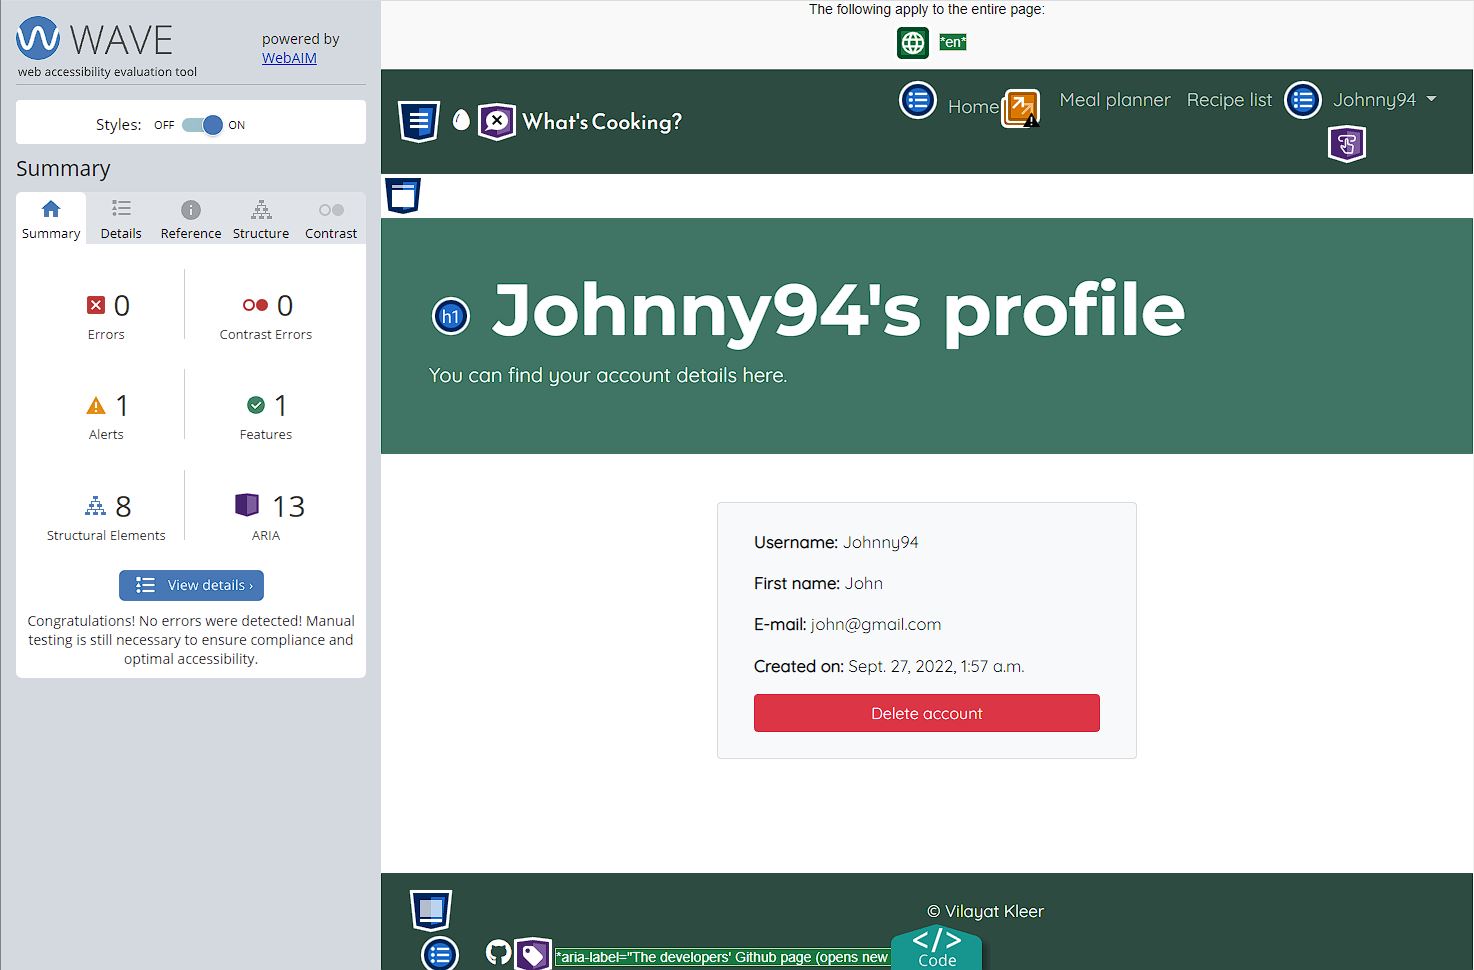 WAVE
web accessibility evaluation tool
powered by
WebAIM
Styles: OFF ON
Summary
Summary
Details
Reference
Structure
Contrast
0
Errors
0
Contrast Errors
1
Alerts
1
Features
8
Structural Elements
13
ARIA
View details ›
Congratulations! No errors were detected! Manual
testing is still necessary to ensure compliance and
optimal accessibility.
The following apply to the entire page:
*en*
What's Cooking?
Home
Meal planner
Recipe list
Johnny94
h1
Johnny94's profile
You can find your account details here.
Username: Johnny94
First name: John
E-mail: john@gmail.com
Created on: Sept. 27, 2022, 1:57 a.m.
Delete account
© Vilayat Kleer
*aria-label="The developers' Github page (opens new
</>
Code